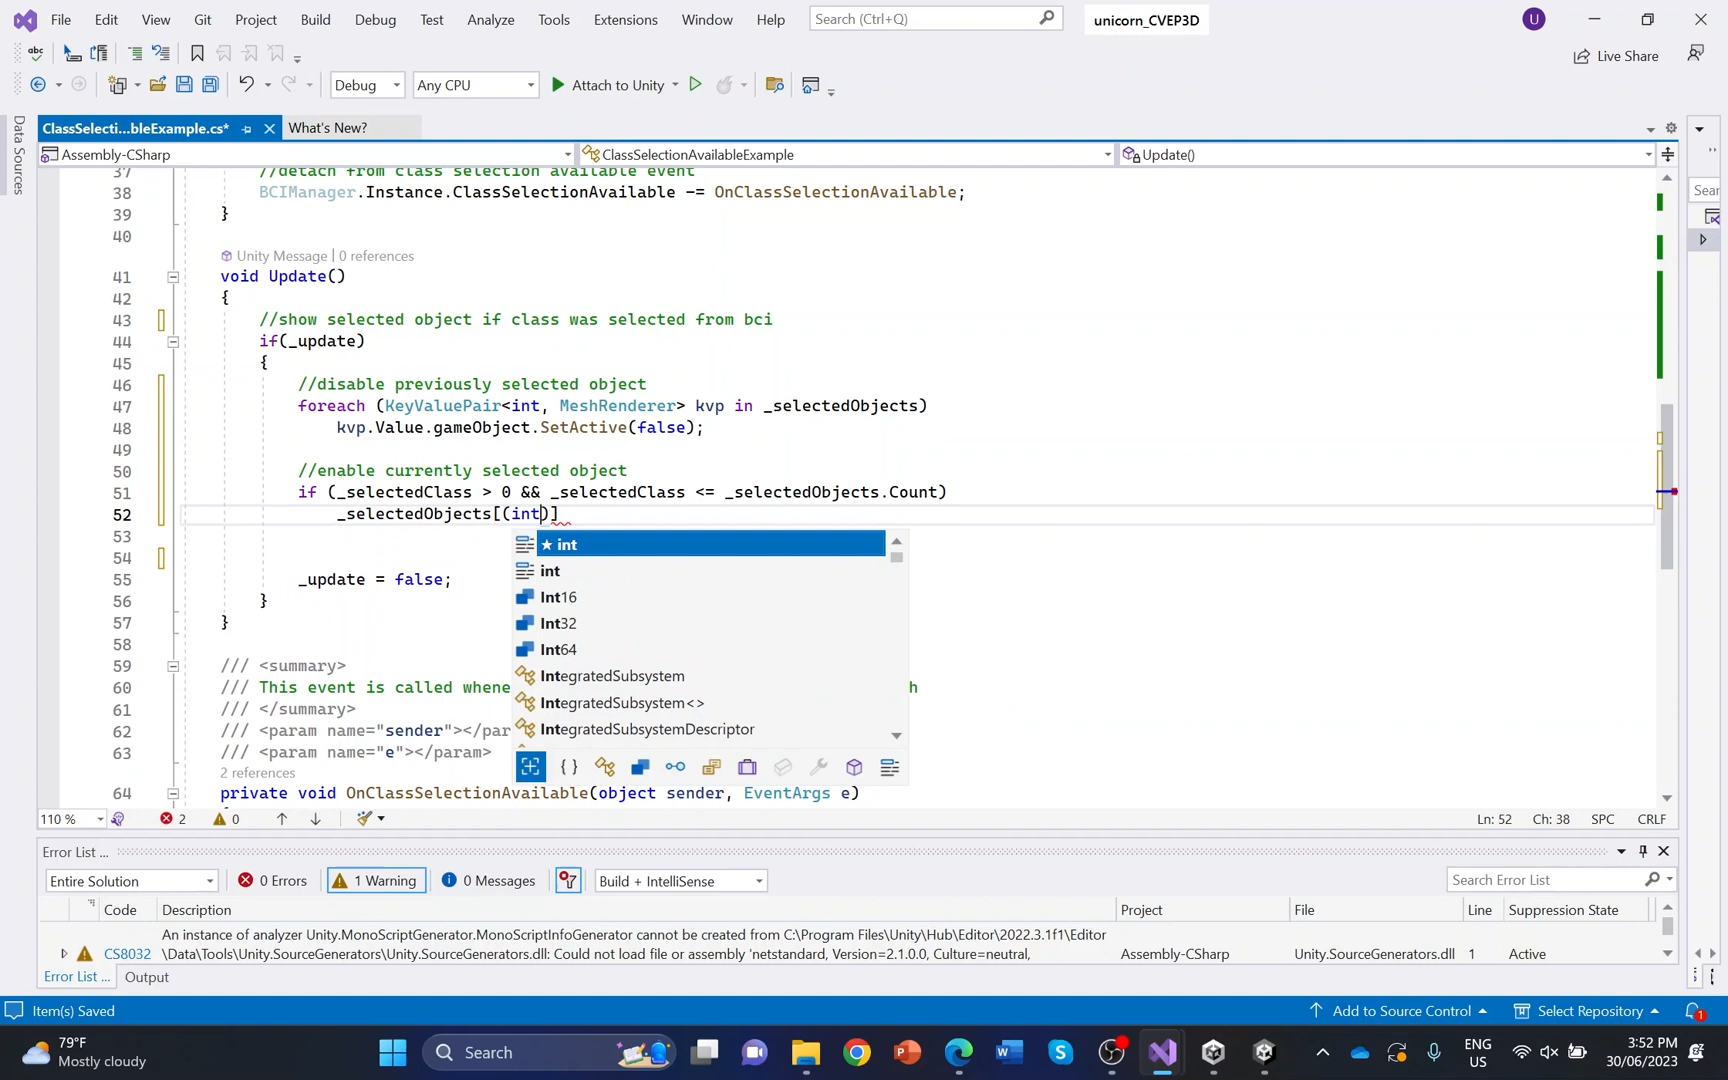 File Edit View Git Project Build Debug Test Analyze Tools Extensions Window Help Search (Ctrl+Q) unicorn_CVEP3D U
abc Live Share
Debug Any CPU Attach to Unity
ClassSelecti...bleExample.cs* What's New?
Data Sources
Assembly-CSharp ClassSelectionAvailableExample Update()
37 //detach from class selection available event
38 BCIManager.Instance.ClassSelectionAvailable -= OnClassSelectionAvailable;
39 }
40
Unity Message | 0 references
41 void Update()
42 {
43 //show selected object if class was selected from bci
44 if(_update)
45 {
46 //disable previously selected object
47 foreach (KeyValuePair<int, MeshRenderer> kvp in _selectedObjects)
48 kvp.Value.gameObject.SetActive(false);
49
50 //enable currently selected object
51 if (_selectedClass > 0 && _selectedClass <= _selectedObjects.Count)
52 _selectedObjects[(int)]
53
54
55 _update = false;
56 }
57 }
58
59 /// <summary>
60 /// This event is called whene h
61 /// </summary>
62 /// <param name="sender"></par
63 /// <param name="e"></param>
2 references
64 private void OnClassSelectionAvailable(object sender, EventArgs e)
★ int
int
Int16
Int32
Int64
IntegratedSubsystem
IntegratedSubsystem<>
IntegratedSubsystemDescriptor
Sear
110 % 2 0 Ln: 52 Ch: 38 SPC CRLF
Error List ...
Entire Solution 0 Errors 1 Warning 0 Messages Build + IntelliSense Search Error List
Code Description Project File Line Suppression State
CS8032 An instance of analyzer Unity.MonoScriptGenerator.MonoScriptInfoGenerator cannot be created from C:\Program Files\Unity\Hub\Editor\2022.3.1f1\Editor
\Data\Tools\Unity.SourceGenerators\Unity.SourceGenerators.dll: Could not load file or assembly 'netstandard, Version=2.1.0.0, Culture=neutral, Assembly-CSharp Unity.SourceGenerators.dll 1 Active
Error List ... Output
Item(s) Saved Add to Source Control Select Repository 1
79°F
Mostly cloudy
Search
ENG
US
3:52 PM
30/06/2023